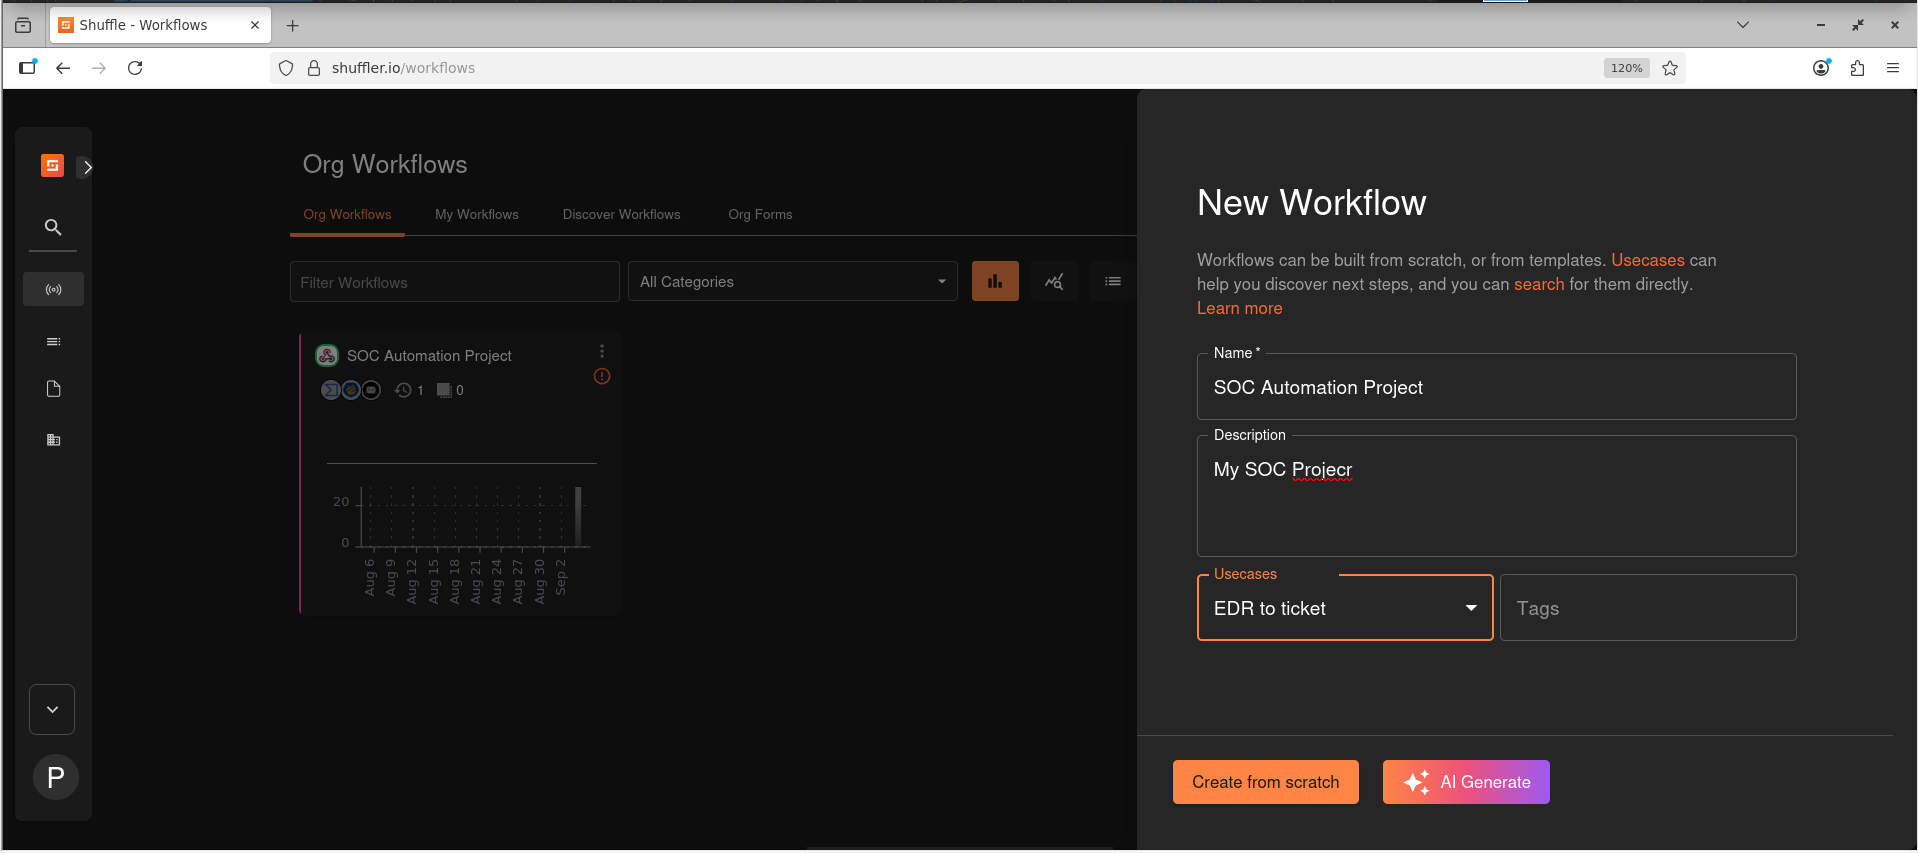 Shuffle - Workflows
shuffler.io/workflows
120%
Org Workflows
Org Workflows My Workflows Discover Workflows Org Forms
Filter Workflows
All Categories
SOC Automation Project
1 0
20
0
Aug 6 Aug 9 Aug 12 Aug 15 Aug 18 Aug 21 Aug 24 Aug 27 Aug 30 Sep 2
P
New Workflow
Workflows can be built from scratch, or from templates. Usecases can
help you discover next steps, and you can search for them directly.
Learn more
Name *
SOC Automation Project
Description
My SOC Projecr
Usecases
EDR to ticket
Tags
Create from scratch
AI Generate